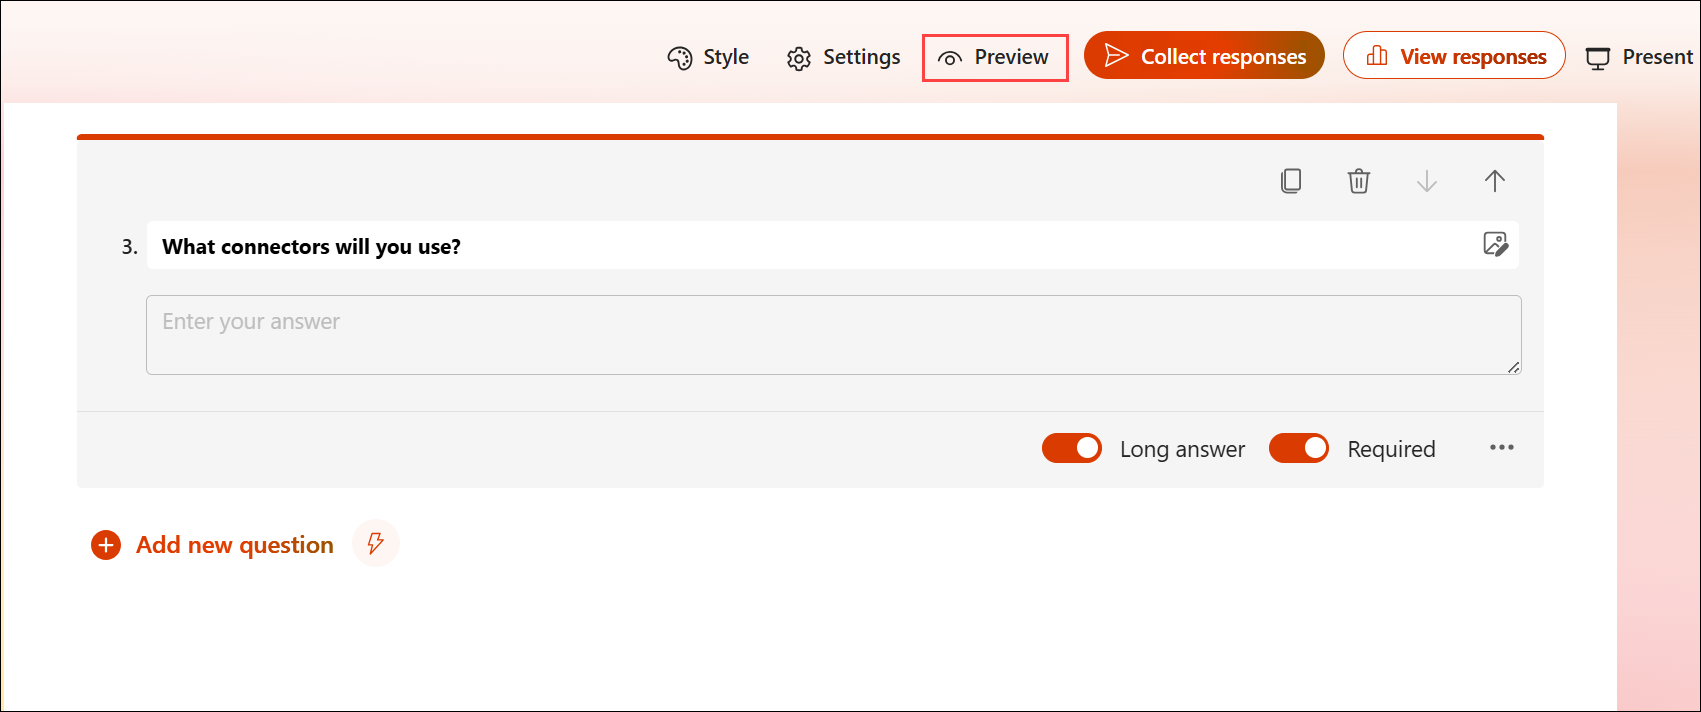 Style Settings Preview Collect responses View responses Present
3. What connectors will you use?
Enter your answer
Long answer Required
Add new question